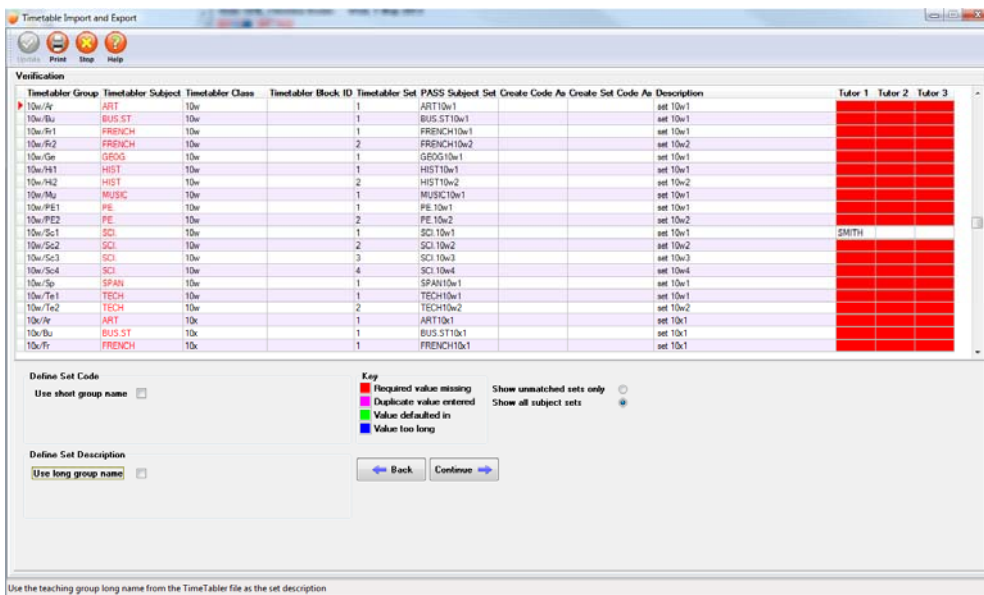 Timetable Import and Export
Update Print Stop Help
Verification
Timetabler Group Timetabler Subject Timetabler Class Timetabler Block ID Timetabler Set PASS Subject Set Create Code As Create Set Code As Description Tutor 1 Tutor 2 Tutor 3
10w/Ar ART 10w 1 ART10w1 set 10w1
10w/Bu BUS.ST 10w 1 BUS.ST10w1 set 10w1
10w/Fr1 FRENCH 10w 1 FRENCH10w1 set 10w1
10w/Fr2 FRENCH 10w 2 FRENCH10w2 set 10w2
10w/Ge GEOG 10w 1 GEOG10w1 set 10w1
10w/Hi1 HIST 10w 1 HIST10w1 set 10w1
10w/Hi2 HIST 10w 2 HIST10w2 set 10w2
10w/Mu MUSIC 10w 1 MUSIC10w1 set 10w1
10w/PE1 PE. 10w 1 PE.10w1 set 10w1
10w/PE2 PE. 10w 2 PE.10w2 set 10w2
10w/Sc1 SCI. 10w 1 SCI.10w1 set 10w1 SMITH
10w/Sc2 SCI. 10w 2 SCI.10w2 set 10w2
10w/Sc3 SCI. 10w 3 SCI.10w3 set 10w3
10w/Sc4 SCI. 10w 4 SCI.10w4 set 10w4
10w/Sp SPAN 10w 1 SPAN10w1 set 10w1
10w/Te1 TECH 10w 1 TECH10w1 set 10w1
10w/Te2 TECH 10w 2 TECH10w2 set 10w2
10x/Ar ART 10x 1 ART10x1 set 10x1
10x/Bu BUS.ST 10x 1 BUS.ST10x1 set 10x1
10x/Fr FRENCH 10x 1 FRENCH10x1 set 10x1
Define Set Code
Use short group name
Key
Required value missing
Duplicate value entered
Value defaulted in
Value too long
Show unmatched sets only
Show all subject sets
Define Set Description
Use long group name
Back Continue
Use the teaching group long name from the TimeTabler file as the set description